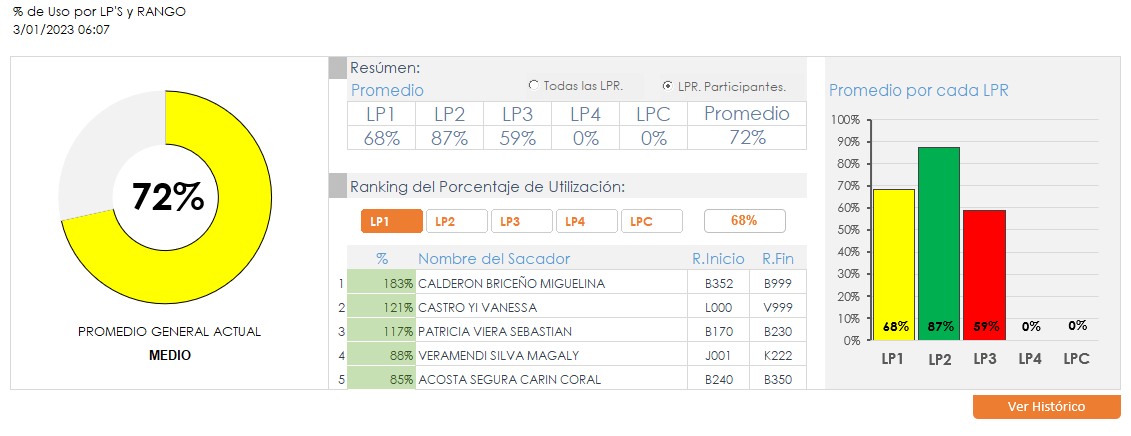 % de Uso por LP'S y RANGO
3/01/2023 06:07
72%
PROMEDIO GENERAL ACTUAL
MEDIO
Resúmen:
Promedio
Todas las LPR.
LPR. Participantes.
LP1 LP2 LP3 LP4 LPC Promedio
68% 87% 59% 0% 0% 72%
Ranking del Porcentaje de Utilización:
LP1 LP2 LP3 LP4 LPC 68%
% Nombre del Sacador R.Inicio R.Fin
1 183% CALDERON BRICEÑO MIGUELINA B352 B999
2 121% CASTRO YI VANESSA L000 V999
3 117% PATRICIA VIERA SEBASTIAN B170 B230
4 88% VERAMENDI SILVA MAGALY J001 K222
5 85% ACOSTA SEGURA CARIN CORAL B240 B350
Promedio por cada LPR
100%
90%
80%
70%
60%
50%
40%
30%
20%
10%
0%
68% 87% 59% 0% 0%
LP1 LP2 LP3 LP4 LPC
Ver Histórico